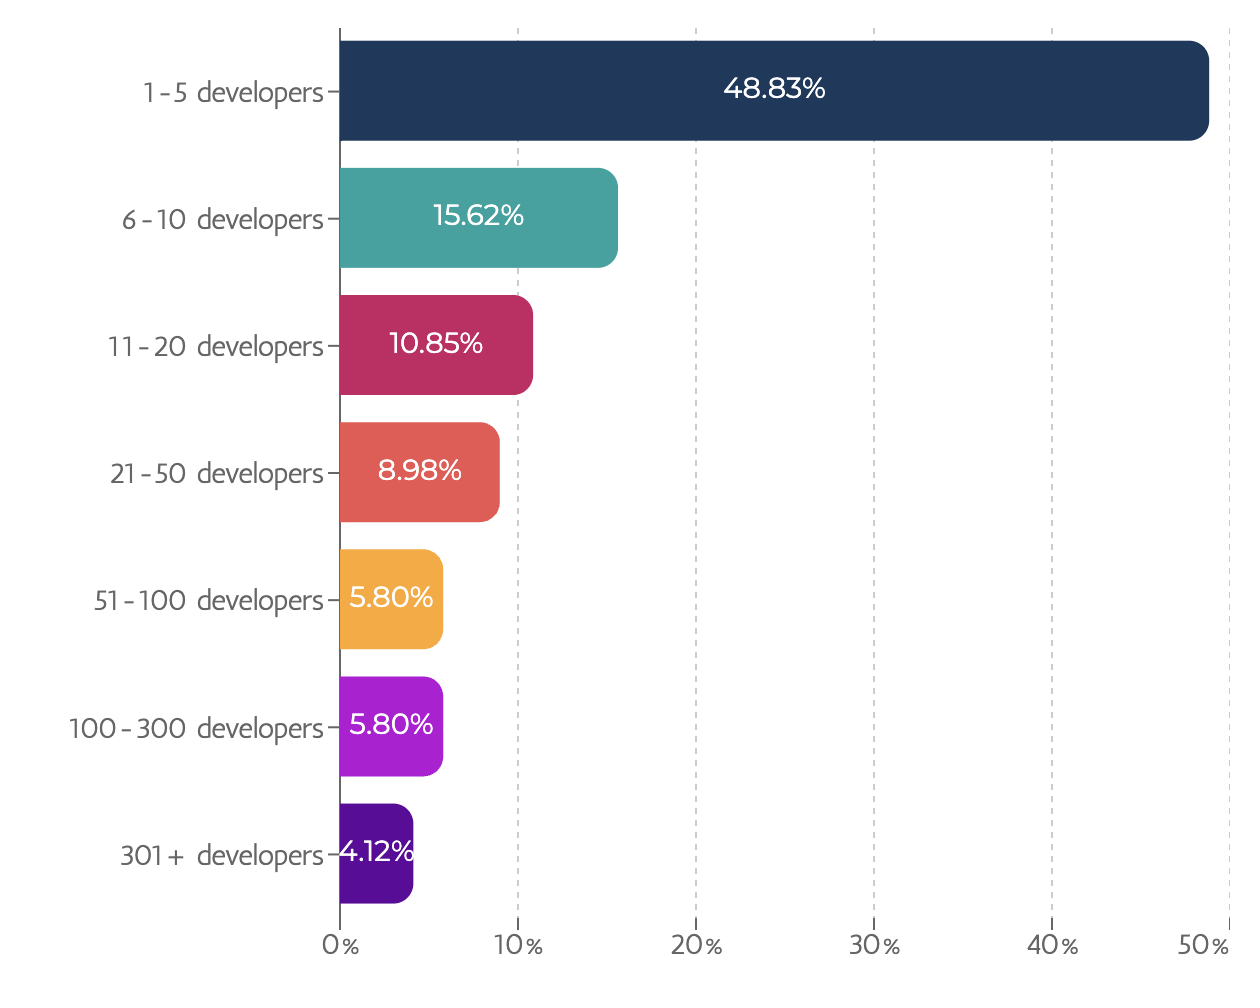 1-5 developers 48.83%
6-10 developers 15.62%
11-20 developers 10.85%
21-50 developers 8.98%
51-100 developers 5.80%
100-300 developers 5.80%
301+ developers 4.12%
0% 10% 20% 30% 40% 50%